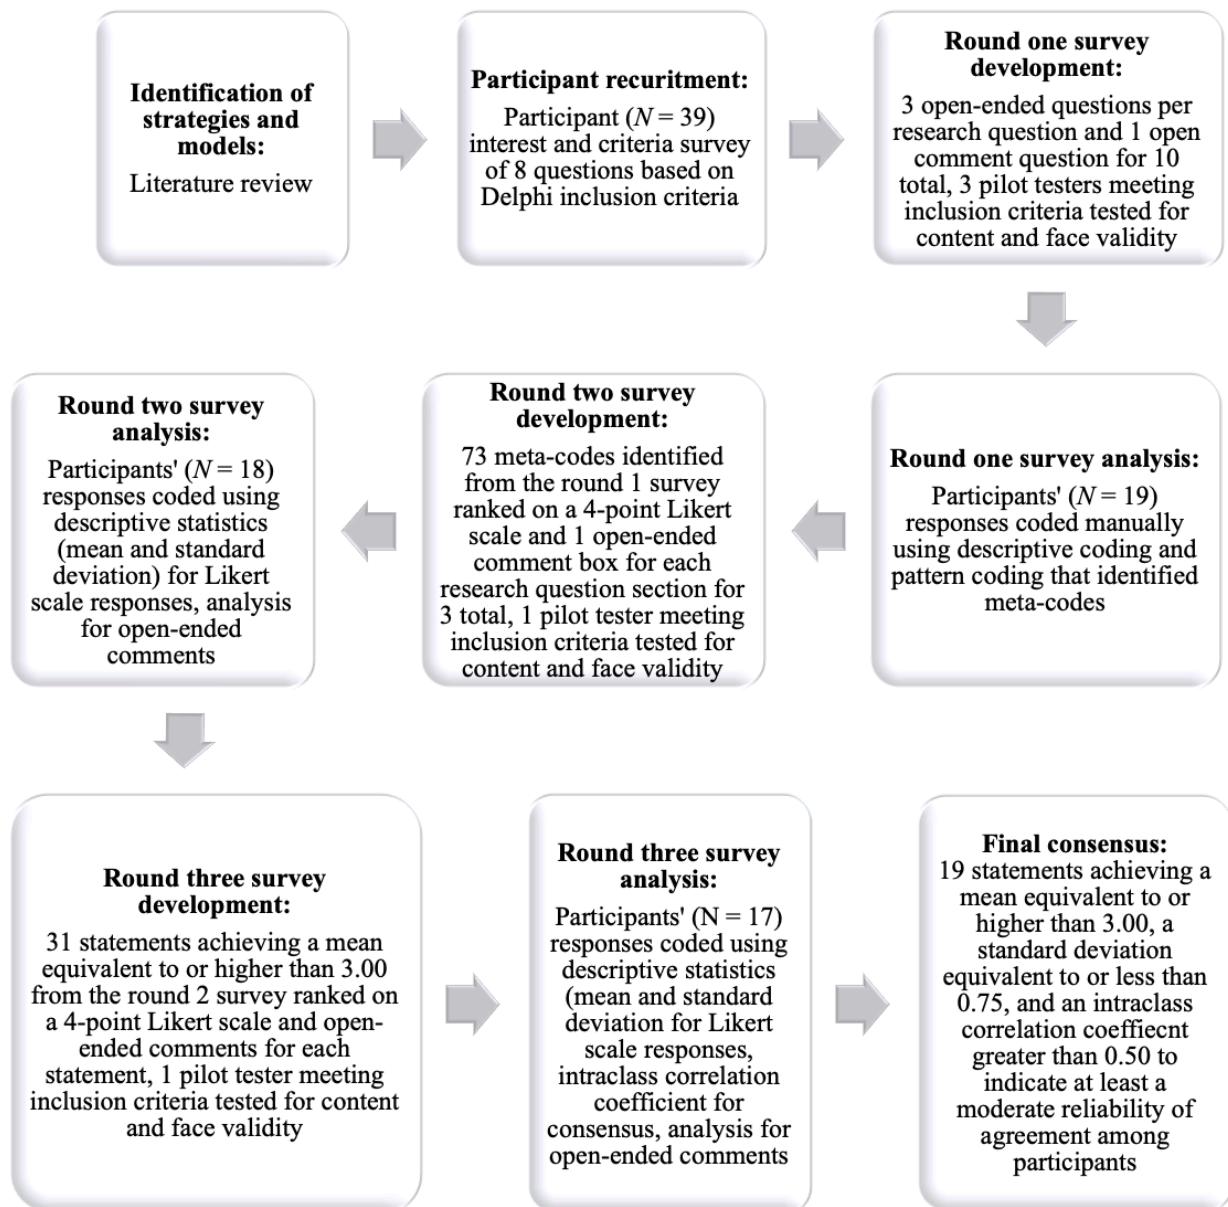 Identification of
strategies and
models:
Literature review
Participant recuritment:
Participant (N = 39)
interest and criteria survey
of 8 questions based on
Delphi inclusion criteria
Round one survey
development:
3 open-ended questions per
research question and 1 open
comment question for 10
total, 3 pilot testers meeting
inclusion criteria tested for
content and face validity
Round one survey analysis:
Participants' (N = 19)
responses coded manually
using descriptive coding and
pattern coding that identified
meta-codes
Round two survey
development:
73 meta-codes identified
from the round 1 survey
ranked on a 4-point Likert
scale and 1 open-ended
comment box for each
research question section for
3 total, 1 pilot tester meeting
inclusion criteria tested for
content and face validity
Round two survey
analysis:
Participants' (N = 18)
responses coded using
descriptive statistics
(mean and standard
deviation) for Likert
scale responses, analysis
for open-ended
comments
Round three survey
development:
31 statements achieving a mean
equivalent to or higher than 3.00
from the round 2 survey ranked on
a 4-point Likert scale and open-
ended comments for each
statement, 1 pilot tester meeting
inclusion criteria tested for content
and face validity
Round three survey
analysis:
Participants' (N = 17)
responses coded using
descriptive statistics
(mean and standard
deviation for Likert
scale responses,
intraclass correlation
coefficient for
consensus, analysis for
open-ended comments
Final consensus:
19 statements achieving a
mean equivalent to or
higher than 3.00, a
standard deviation
equivalent to or less than
0.75, and an intraclass
correlation coeffiecnt
greater than 0.50 to
indicate at least a
moderate reliability of
agreement among
participants